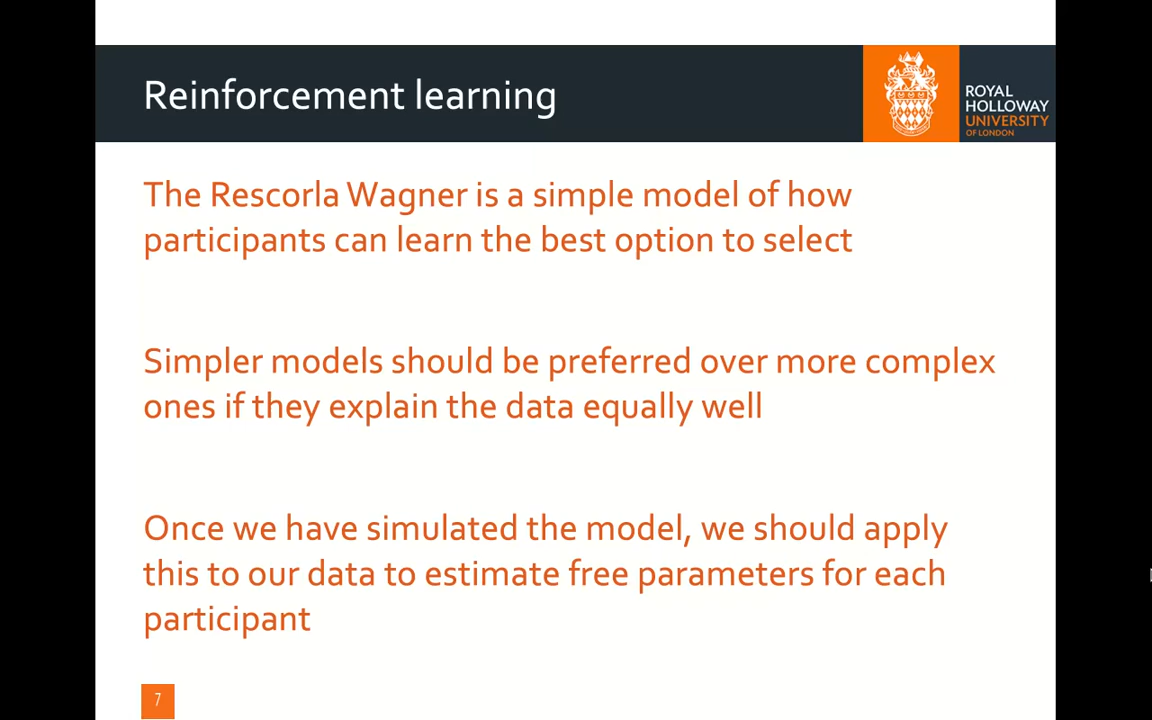 Reinforcement learning
ROYAL
HOLLOWAY
UNIVERSITY
OF LONDON
The Rescorla Wagner is a simple model of how
participants can learn the best option to select
Simpler models should be preferred over more complex
ones if they explain the data equally well
Once we have simulated the model, we should apply
this to our data to estimate free parameters for each
participant
7